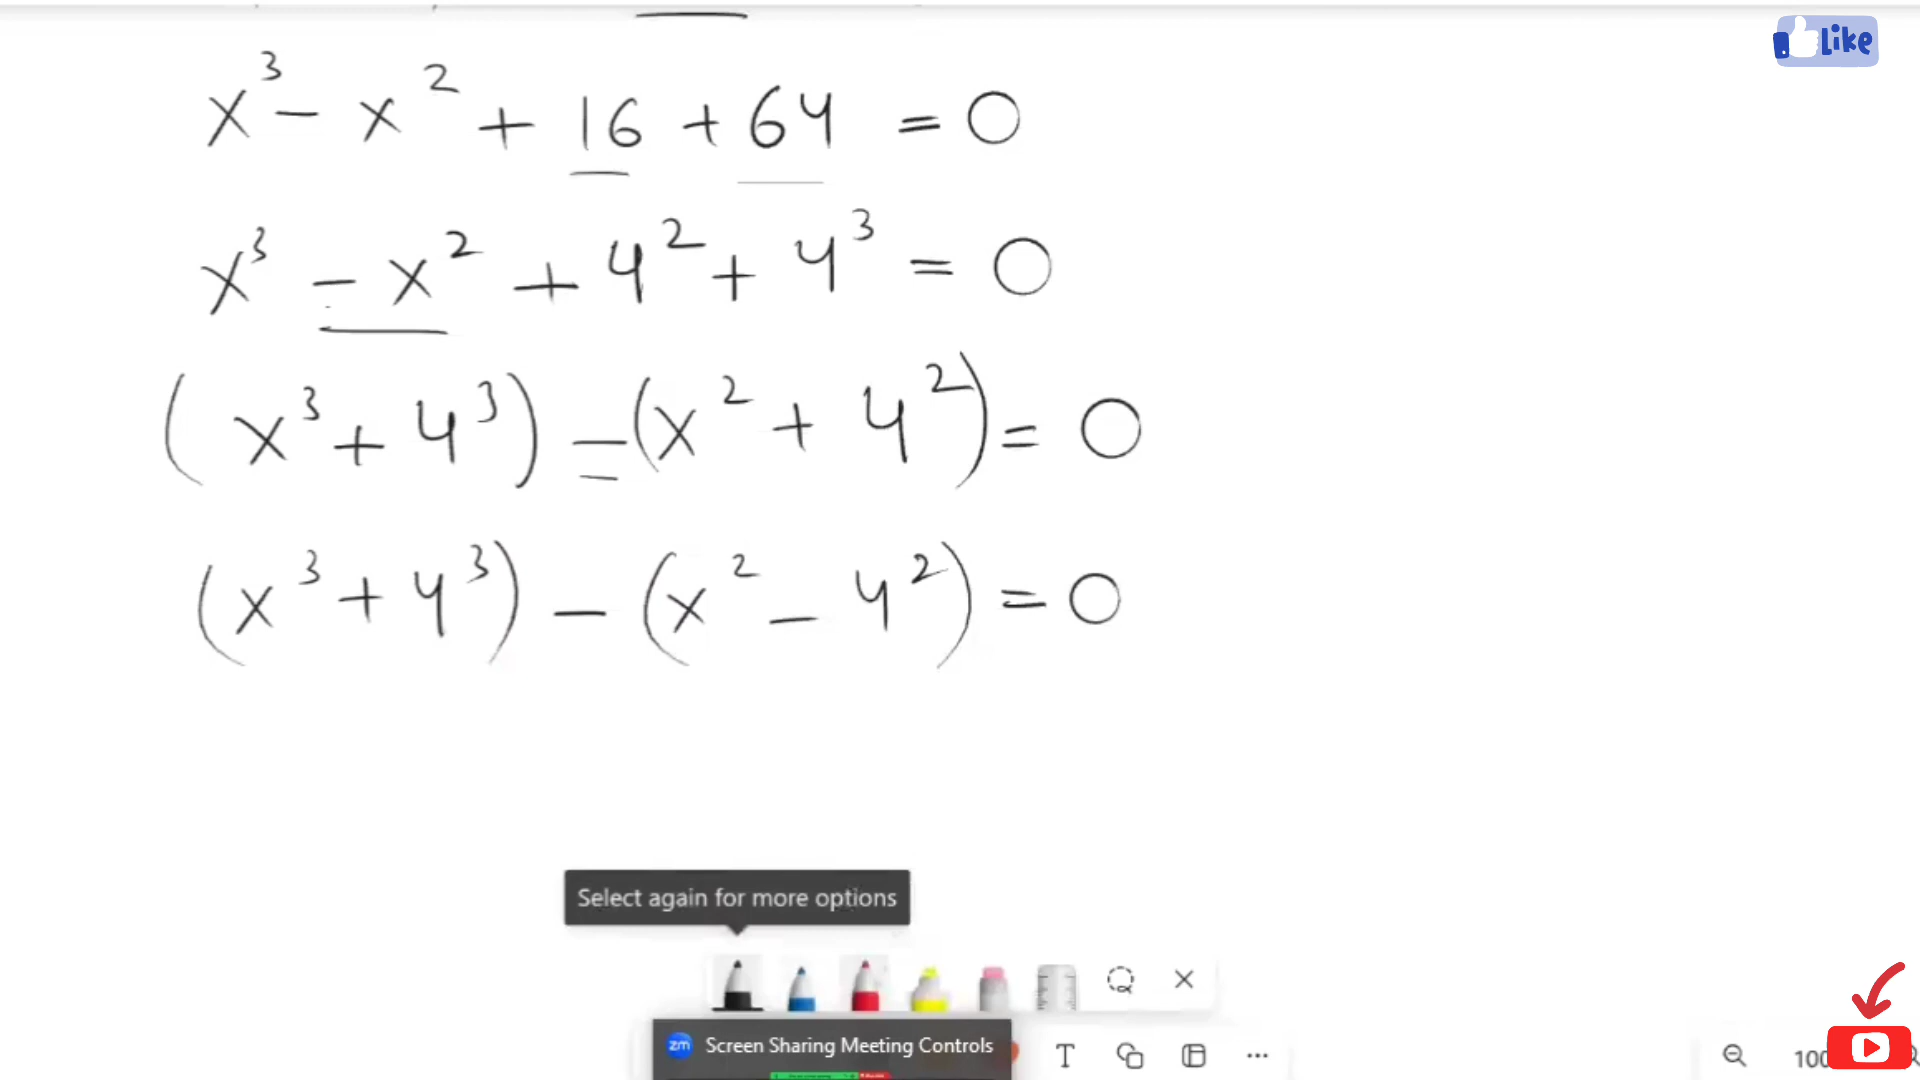 Like
x³ - x² + 16 + 64 = 0
x³ - x² + 4² + 4³ = 0
(x³ + 4³) - (x² + 4²) = 0
(x³ + 4³) - (x² - 4²) = 0
Select again for more options
zm Screen Sharing Meeting Controls
T
100